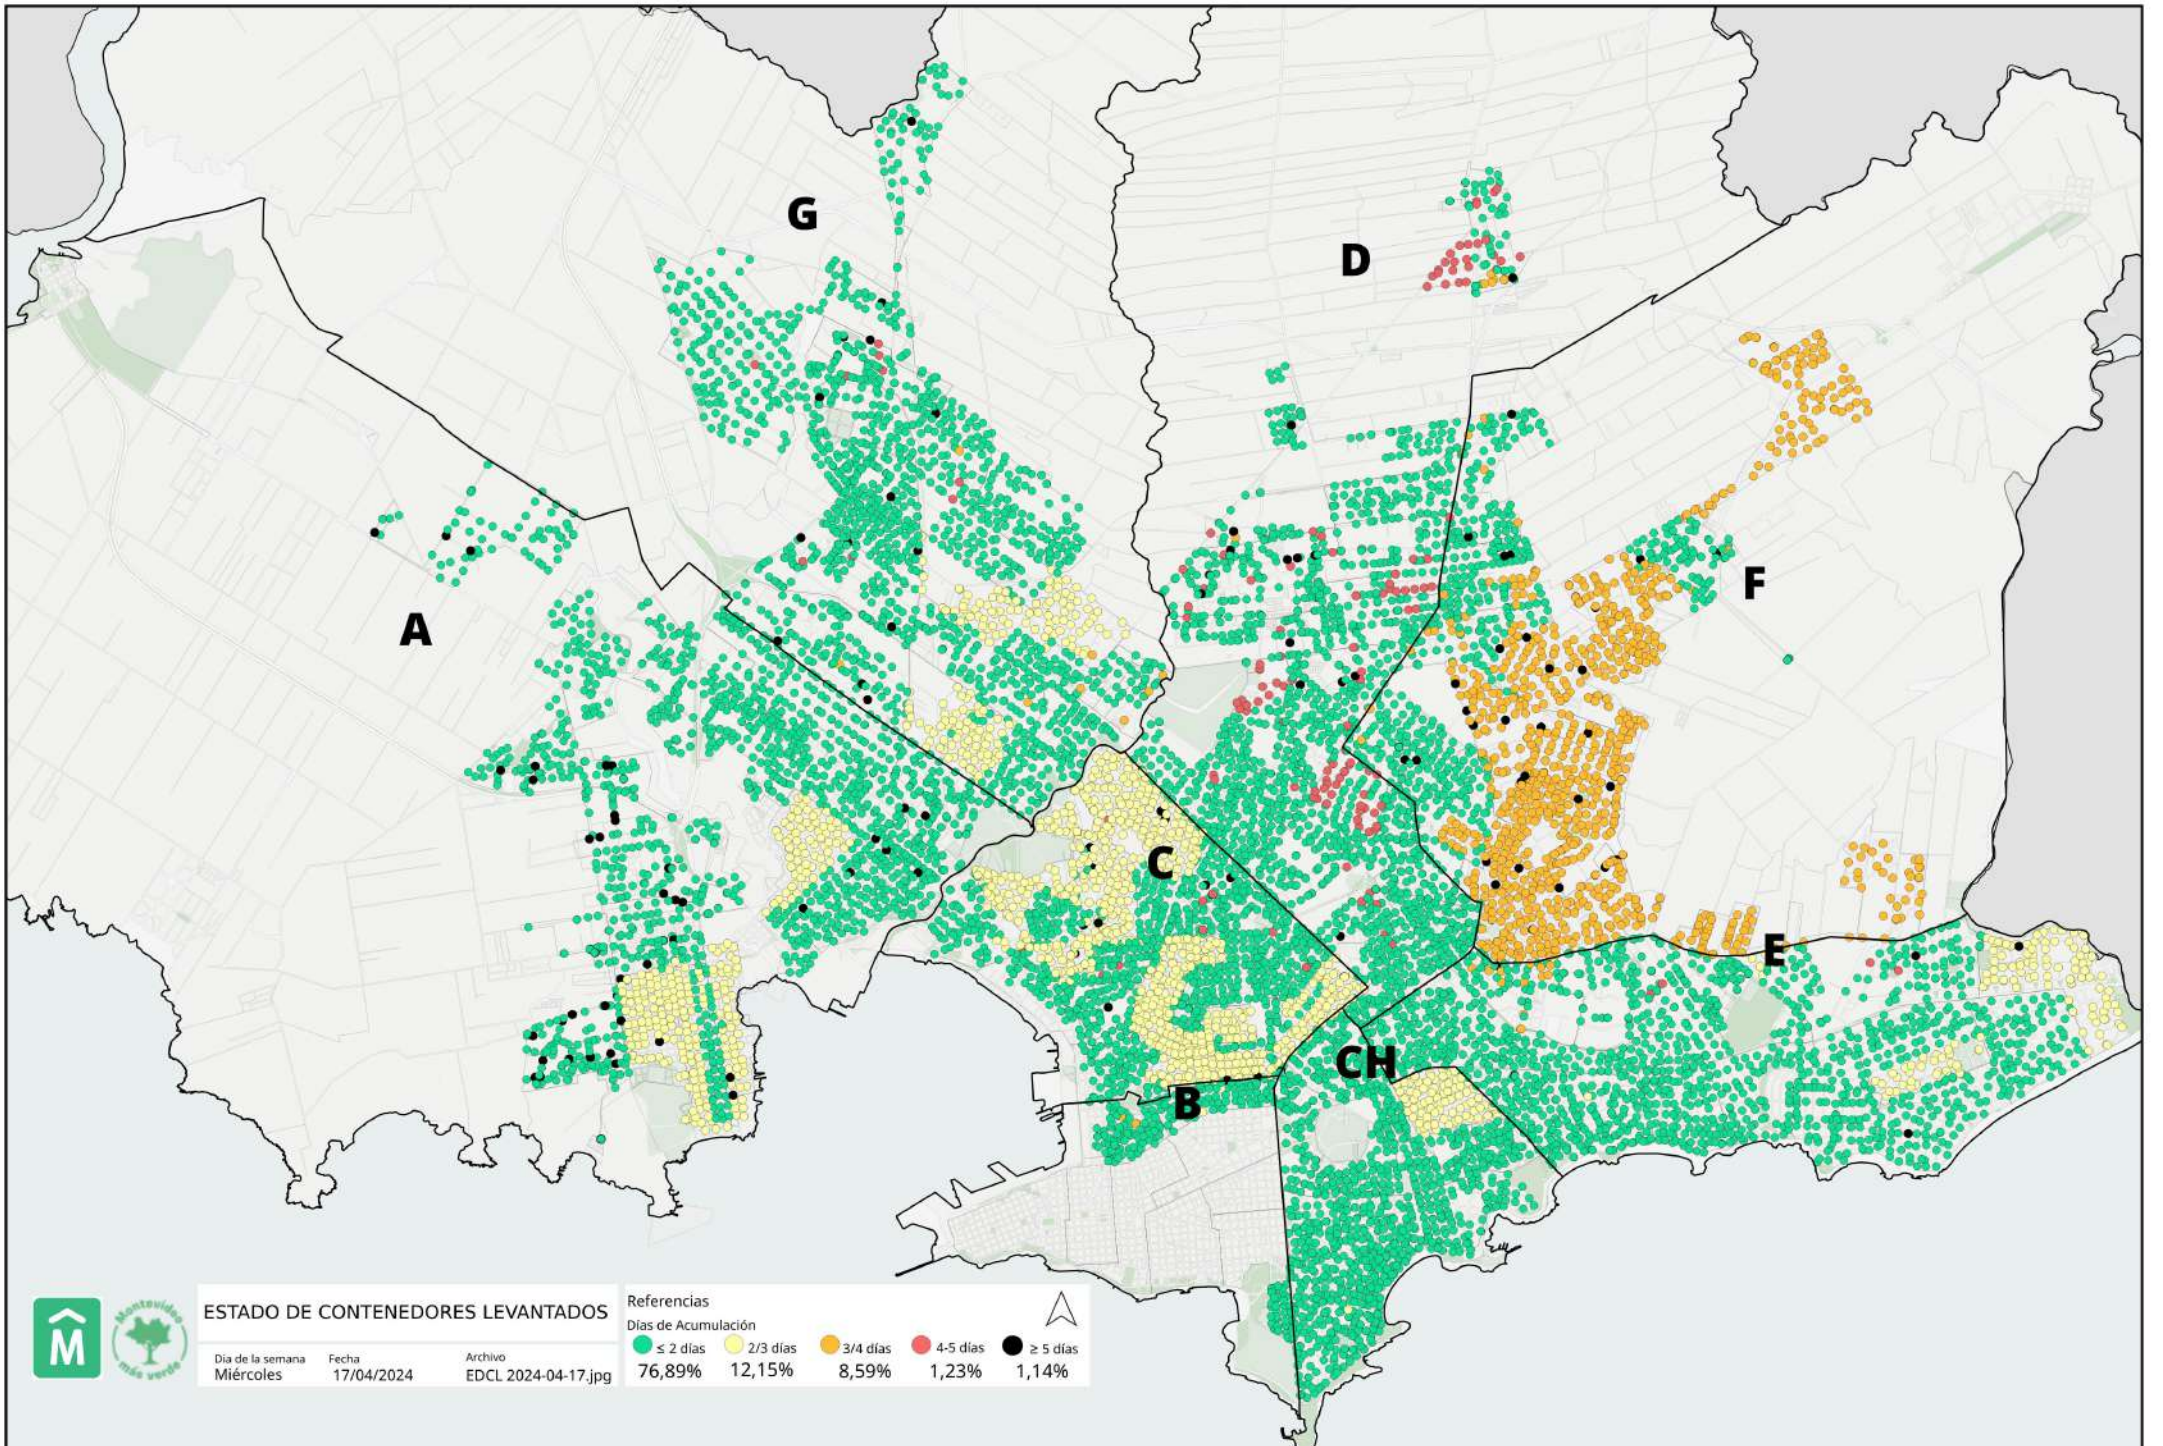 G
D
A
F
C
E
CH
B
M
Montevideo
más verde
ESTADO DE CONTENEDORES LEVANTADOS
Dia de la semana Fecha Archivo
Miércoles 17/04/2024 EDCL 2024-04-17.jpg
Referencias
Días de Acumulación
≤ 2 días 2/3 días 3/4 días 4-5 días ≥ 5 días
76,89% 12,15% 8,59% 1,23% 1,14%